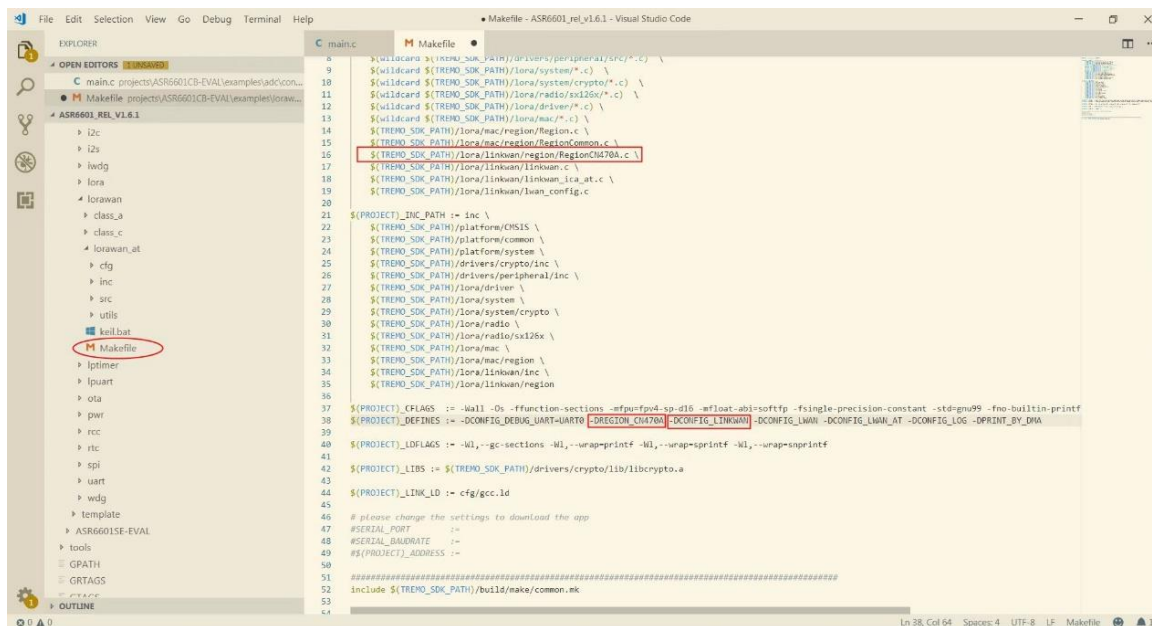 File Edit Selection View Go Debug Terminal Help
● Makefile - ASR6601_rel_v1.6.1 - Visual Studio Code
EXPLORER
OPEN EDITORS 1 UNSAVED
C main.c projects\ASR6601CB-EVAL\examples\adc\con...
● M Makefile projects\ASR6601CB-EVAL\examples\loraw...
ASR6601_REL_V1.6.1
i2c
i2s
iwdg
lora
lorawan
class_a
class_c
lorawan_at
cfg
inc
src
utils
keil.bat
M Makefile
lptimer
lpuart
ota
pwr
rcc
rtc
spi
uart
wdg
template
ASR6601SE-EVAL
tools
GPATH
GRTAGS
GTAGS
OUTLINE
C main.c
M Makefile ●
8 $(wildcard $(TREMO_SDK_PATH)/drivers/peripheral/src/*.c) \
9 $(wildcard $(TREMO_SDK_PATH)/lora/system/*.c) \
10 $(wildcard $(TREMO_SDK_PATH)/lora/system/crypto/*.c) \
11 $(wildcard $(TREMO_SDK_PATH)/lora/radio/sx126x/*.c) \
12 $(wildcard $(TREMO_SDK_PATH)/lora/driver/*.c) \
13 $(wildcard $(TREMO_SDK_PATH)/lora/mac/*.c) \
14 $(TREMO_SDK_PATH)/lora/mac/region/Region.c \
15 $(TREMO_SDK_PATH)/lora/mac/region/RegionCommon.c \
16 $(TREMO_SDK_PATH)/lora/linkwan/region/RegionCN470A.c \
17 $(TREMO_SDK_PATH)/lora/linkwan/linkwan.c \
18 $(TREMO_SDK_PATH)/lora/linkwan/linkwan_ica_at.c \
19 $(TREMO_SDK_PATH)/lora/linkwan/lwan_config.c
20
21 $(PROJECT)_INC_PATH := inc \
22 $(TREMO_SDK_PATH)/platform/CMSIS \
23 $(TREMO_SDK_PATH)/platform/common \
24 $(TREMO_SDK_PATH)/platform/system \
25 $(TREMO_SDK_PATH)/drivers/crypto/inc \
26 $(TREMO_SDK_PATH)/drivers/peripheral/inc \
27 $(TREMO_SDK_PATH)/lora/driver \
28 $(TREMO_SDK_PATH)/lora/system \
29 $(TREMO_SDK_PATH)/lora/system/crypto \
30 $(TREMO_SDK_PATH)/lora/radio \
31 $(TREMO_SDK_PATH)/lora/radio/sx126x \
32 $(TREMO_SDK_PATH)/lora/mac \
33 $(TREMO_SDK_PATH)/lora/mac/region \
34 $(TREMO_SDK_PATH)/lora/linkwan/inc \
35 $(TREMO_SDK_PATH)/lora/linkwan/region
36
37 $(PROJECT)_CFLAGS := -Wall -Os -ffunction-sections -mfpu=fpv4-sp-d16 -mfloat-abi=softfp -fsingle-precision-constant -std=gnu99 -fno-builtin-printf
38 $(PROJECT)_DEFINES := -DCONFIG_DEBUG_UART=UART0 -DREGION_CN470A -DCONFIG_LINKWAN -DCONFIG_LWAN -DCONFIG_LWAN_AT -DCONFIG_LOG -DPRINT_BY_DMA
39
40 $(PROJECT)_LDFLAGS := -Wl,--gc-sections -Wl,--wrap=printf -Wl,--wrap=sprintf -Wl,--wrap=snprintf
41
42 $(PROJECT)_LIBS := $(TREMO_SDK_PATH)/drivers/crypto/lib/libcrypto.a
43
44 $(PROJECT)_LINK_LD := cfg/gcc.ld
45
46 # please change the settings to download the app
47 #SERIAL_PORT :=
48 #SERIAL_BAUDRATE :=
49 #$(PROJECT)_ADDRESS :=
50
51 ################################################################################################
52 include $(TREMO_SDK_PATH)/build/make/common.mk
53
54
0 0
Ln 38, Col 64 Spaces: 4 UTF-8 LF Makefile 1